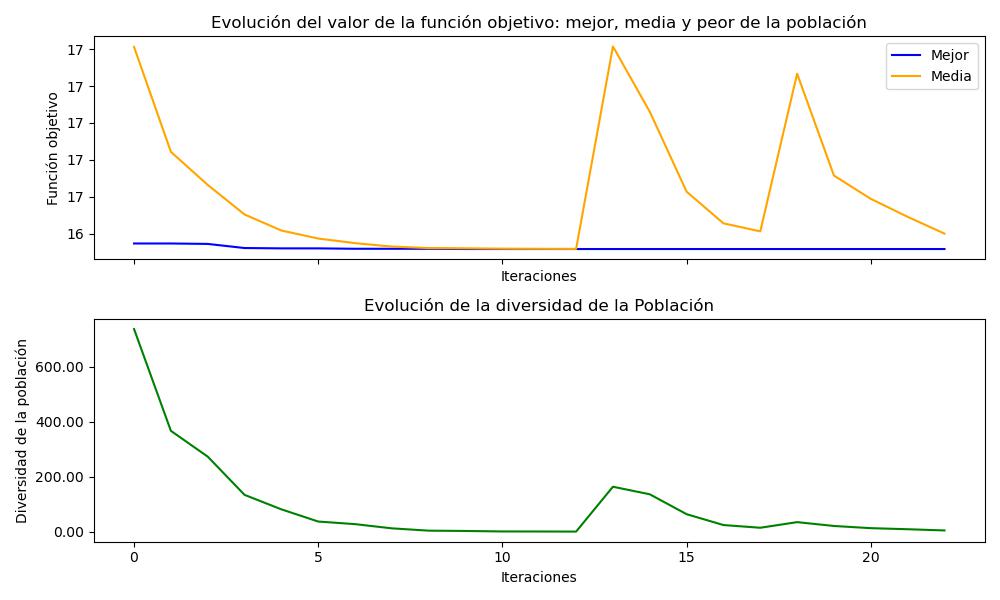 Evolución del valor de la función objetivo: mejor, media y peor de la población
17
17
17
17
17
16
Función objetivo
Mejor
Media
Iteraciones
Evolución de la diversidad de la Población
600.00
400.00
200.00
0.00
Diversidad de la población
0 5 10 15 20
Iteraciones